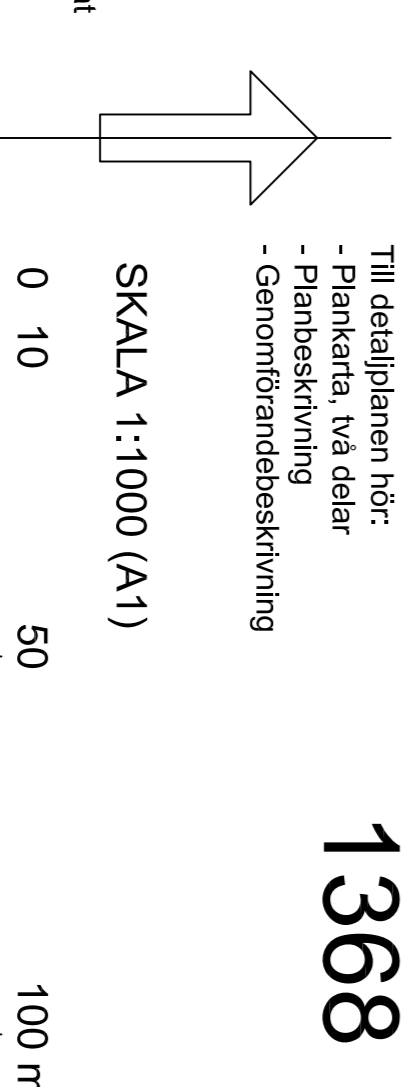 Till detaljplanen hör:
- Plankarta, två delar
- Planbeskrivning
- Genomförandebeskrivning
1368
SKALA 1:1000 (A1)
0 10 50 100 m